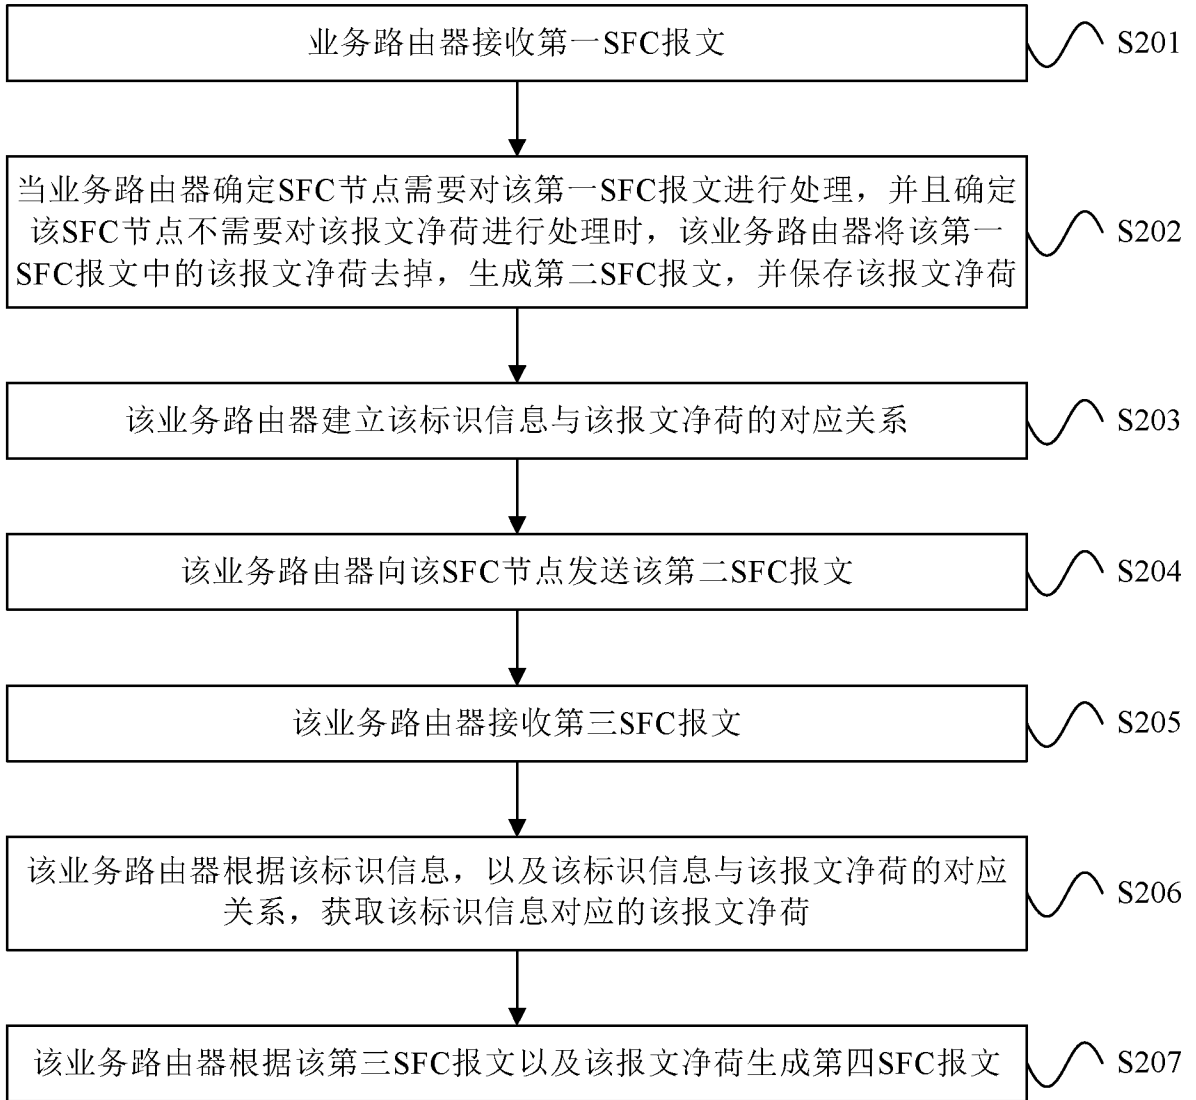 业务路由器接收第一SFC报文
S201
当业务路由器确定SFC节点需要对该第一SFC报文进行处理，并且确定
该SFC节点不需要对该报文净荷进行处理时，该业务路由器将该第一
SFC报文中的该报文净荷去掉，生成第二SFC报文，并保存该报文净荷
S202
该业务路由器建立该标识信息与该报文净荷的对应关系
S203
该业务路由器向该SFC节点发送该第二SFC报文
S204
该业务路由器接收第三SFC报文
S205
该业务路由器根据该标识信息，以及该标识信息与该报文净荷的对应
关系，获取该标识信息对应的该报文净荷
S206
该业务路由器根据该第三SFC报文以及该报文净荷生成第四SFC报文
S207